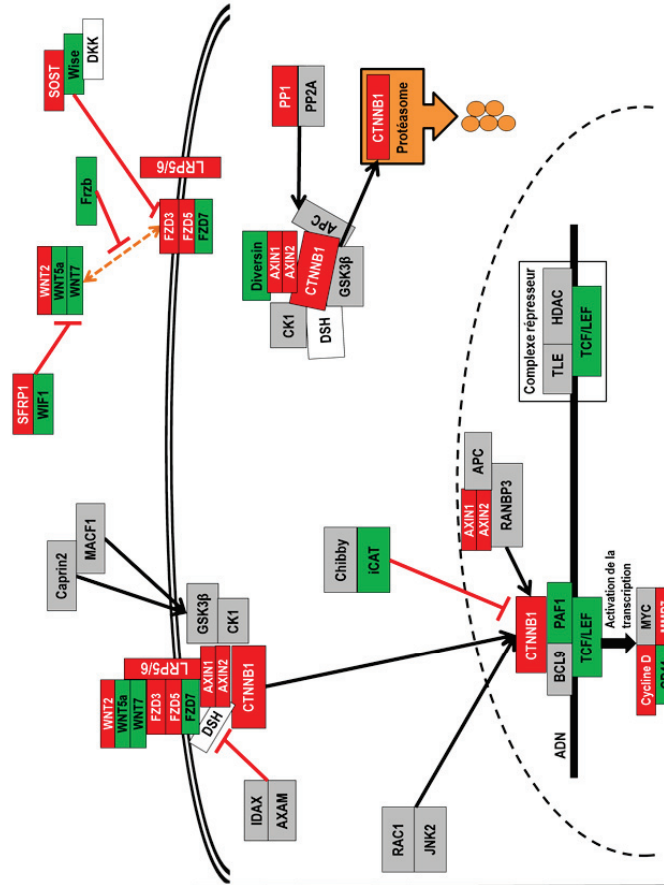 SOST
Wise
DKK
Frzb
WNT2
WNT5a
WNT7
SFRP1
WIF1
FZD3
FZD5
FZD7
LRP5/6
Caprin2
MACF1
GSK3β
CK1
WNT2
WNT5a
WNT7
FZD3
FZD5
FZD7
LRP5/6
DSH
AXIN1
AXIN2
CTNNB1
IDAX
AXAM
PP1
PP2A
Diversin
AXIN1
AXIN2
APC
CK1
DSH
CTNNB1
GSK3β
CTNNB1
Protéasome
RAC1
JNK2
Chibby
iCAT
AXIN1
AXIN2
APC
RANBP3
CTNNB1
BCL9
PAF1
TCF/LEF
ADN
Complexe répresseur
TLE
HDAC
TCF/LEF
Activation de la
transcription
Cycline D
MYC